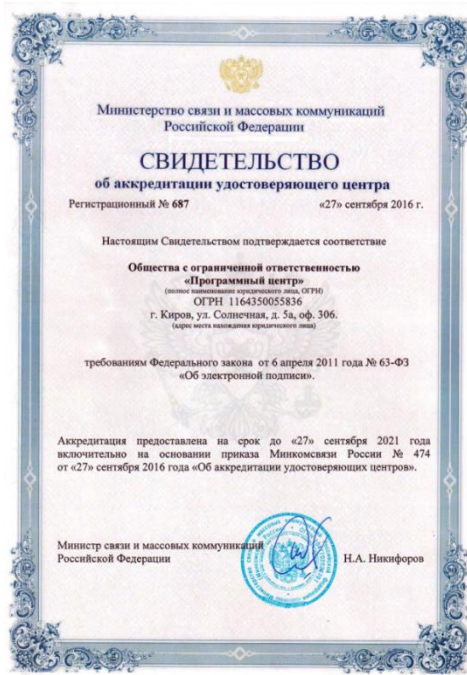 Министерство связи и массовых коммуникаций
Российской Федерации
СВИДЕТЕЛЬСТВО
об аккредитации удостоверяющего центра
Регистрационный № 687 «27» сентября 2016 г.
Настоящим Свидетельством подтверждается соответствие
Общества с ограниченной ответственностью
«Программный центр»
(полное наименование юридического лица, ОГРН)
ОГРН 1164350055836
г. Киров, ул. Солнечная, д. 5а, оф. 306.
(адрес места нахождения юридического лица)
требованиям Федерального закона от 6 апреля 2011 года № 63-ФЗ
«Об электронной подписи».
Аккредитация предоставлена на срок до «27» сентября 2021 года
включительно на основании приказа Минкомсвязи России № 474
от «27» сентября 2016 года «Об аккредитации удостоверяющих центров».
Министр связи и массовых коммуникаций
Российской Федерации Н.А. Никифоров